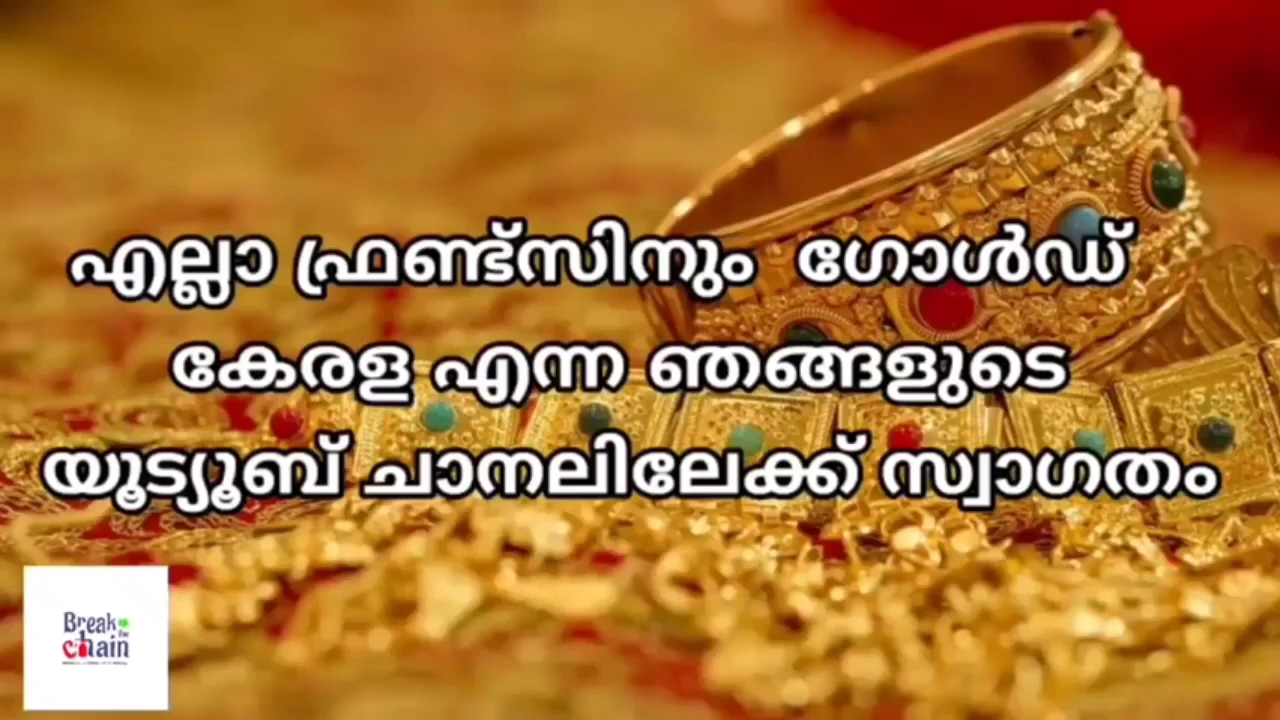 എല്ലാ ഫ്രണ്ട്സിനും ഗോൾഡ്
കേരള എന്ന ഞങ്ങളുടെ
യൂട്യൂബ് ചാനലിലേക്ക് സ്വാഗതം
Break the
chain